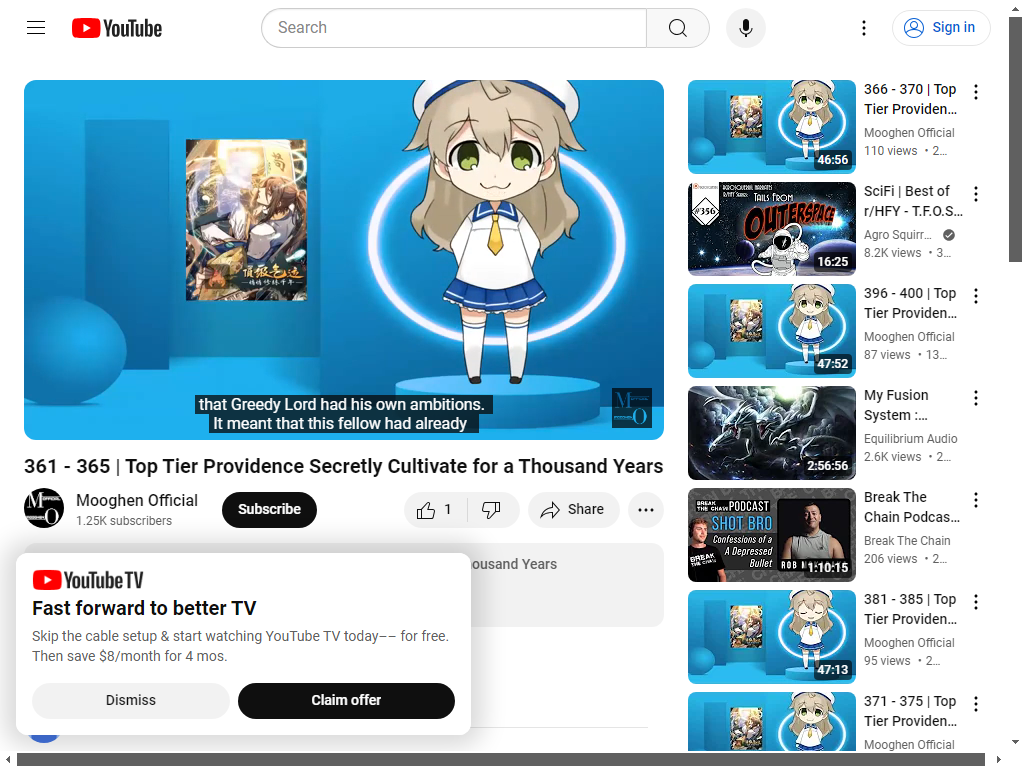 YouTube
Search
Sign in
that Greedy Lord had his own ambitions.
It meant that this fellow had already
361 - 365 | Top Tier Providence Secretly Cultivate for a Thousand Years
Mooghen Official
1.25K subscribers
Subscribe
1
Share
ousand Years
YouTube TV
Fast forward to better TV
Skip the cable setup & start watching YouTube TV today–– for free.
Then save $8/month for 4 mos.
Dismiss
Claim offer
46:56
366 - 370 | Top
Tier Providen...
Mooghen Official
110 views • 2...
#356
TAILS FROM
OUTERSPACE
16:25
SciFi | Best of
r/HFY - T.F.O.S...
Agro Squirr...
8.2K views • 3...
47:52
396 - 400 | Top
Tier Providen...
Mooghen Official
87 views • 13...
2:56:56
My Fusion
System :...
Equilibrium Audio
2.6K views • 2...
BREAK THE CHAIN PODCAST
SHOT BRO
Confessions of a
A Depressed
Bullet
BREAK
THE CHAIN
1:10:15
Break The
Chain Podcas...
Break The Chain
206 views • 2...
47:13
381 - 385 | Top
Tier Providen...
Mooghen Official
95 views • 2...
371 - 375 | Top
Tier Providen...
Mooghen Official